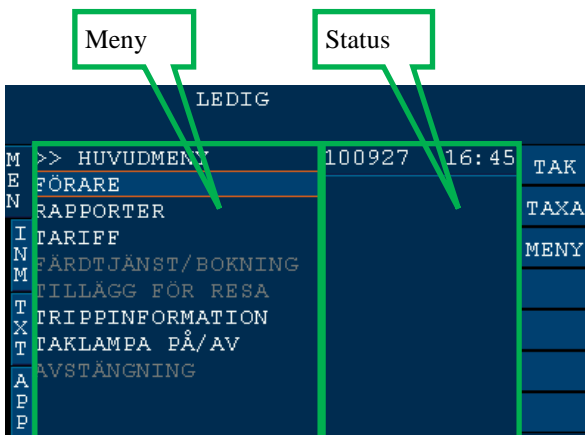 Meny
Status
LEDIG
>> HUVUDMENY
100927 16:45
FÖRARE
RAPPORTER
TARIFF
FÄRDTJÄNST/BOKNING
TILLÄGG FÖR RESA
TRIPPINFORMATION
TAKLAMPA PÅ/AV
AVSTÄNGNING
MEN
INM
TXT
APP
TAK
TAXA
MENY